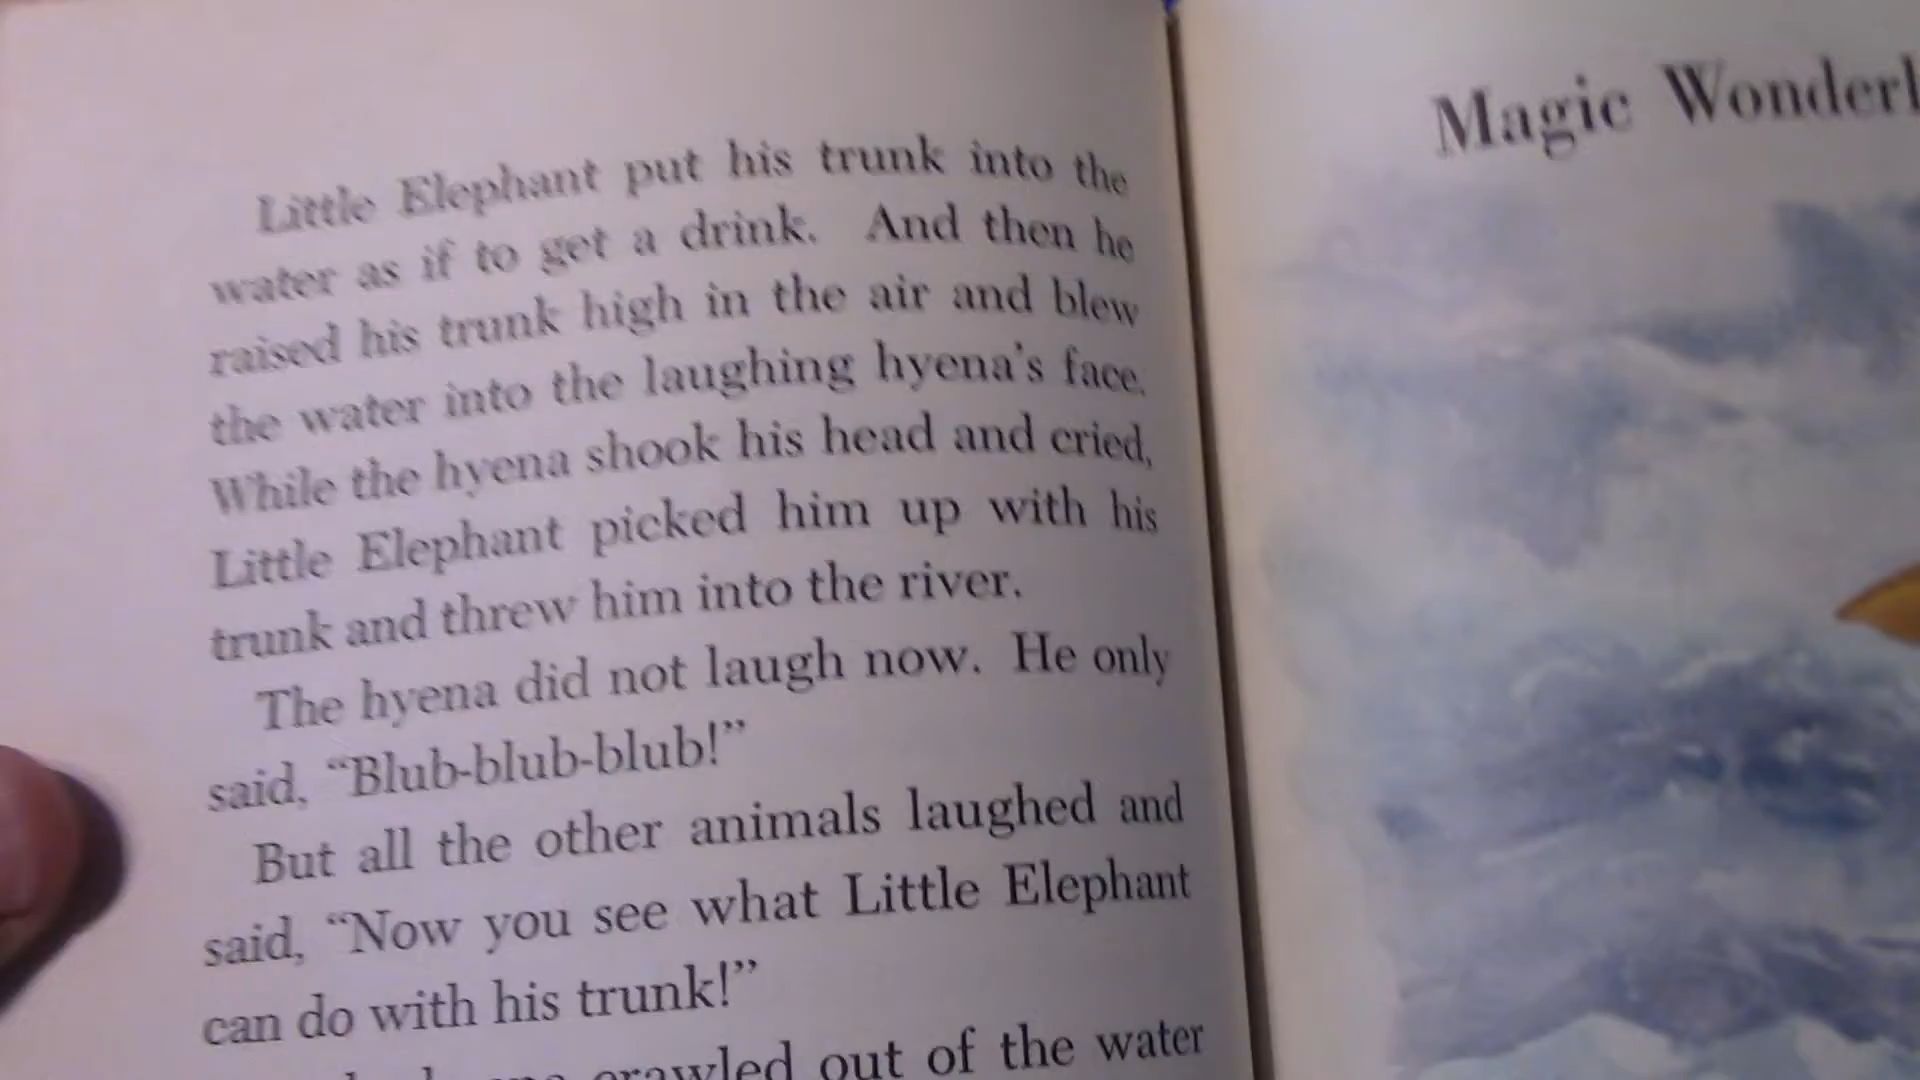 Little Elephant put his trunk into the
water as if to get a drink. And then he
raised his trunk high in the air and blew
the water into the laughing hyena's face.
While the hyena shook his head and cried,
Little Elephant picked him up with his
trunk and threw him into the river.
The hyena did not laugh now. He only
said, “Blub-blub-blub!”
But all the other animals laughed and
said, “Now you see what Little Elephant
can do with his trunk!”
crawled out of the water
Magic